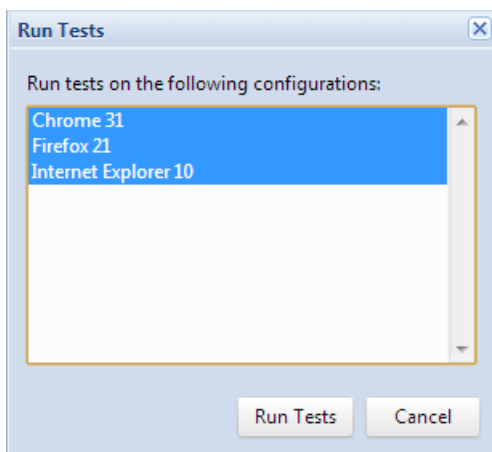 Run Tests
Run tests on the following configurations:
Chrome 31
Firefox 21
Internet Explorer 10
Run Tests Cancel